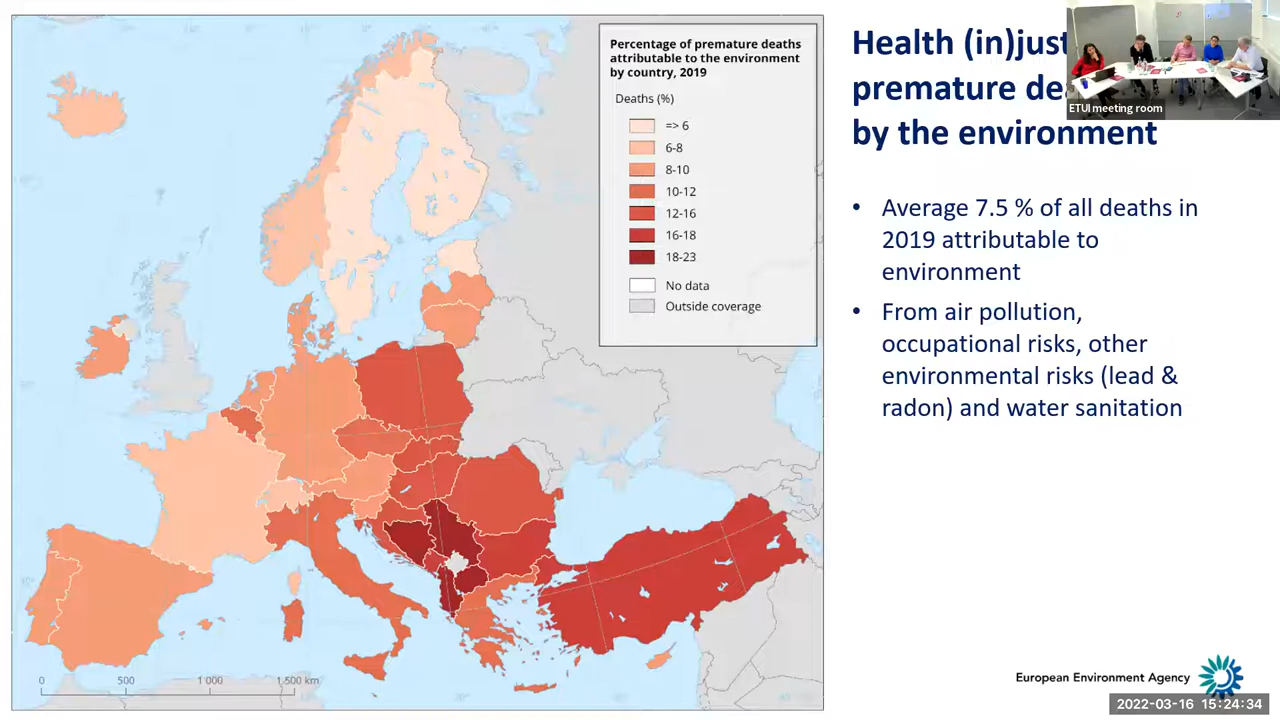 Percentage of premature deaths
attributable to the environment
by country, 2019
Deaths (%)
=> 6
6-8
8-10
10-12
12-16
16-18
18-23
No data
Outside coverage
0 500 1 000 1,500 km
Health (in)just
premature de
by the environment
ETUI meeting room
• Average 7.5 % of all deaths in
2019 attributable to
environment
• From air pollution,
occupational risks, other
environmental risks (lead &
radon) and water sanitation
European Environment Agency
2022-03-16 15:24:34